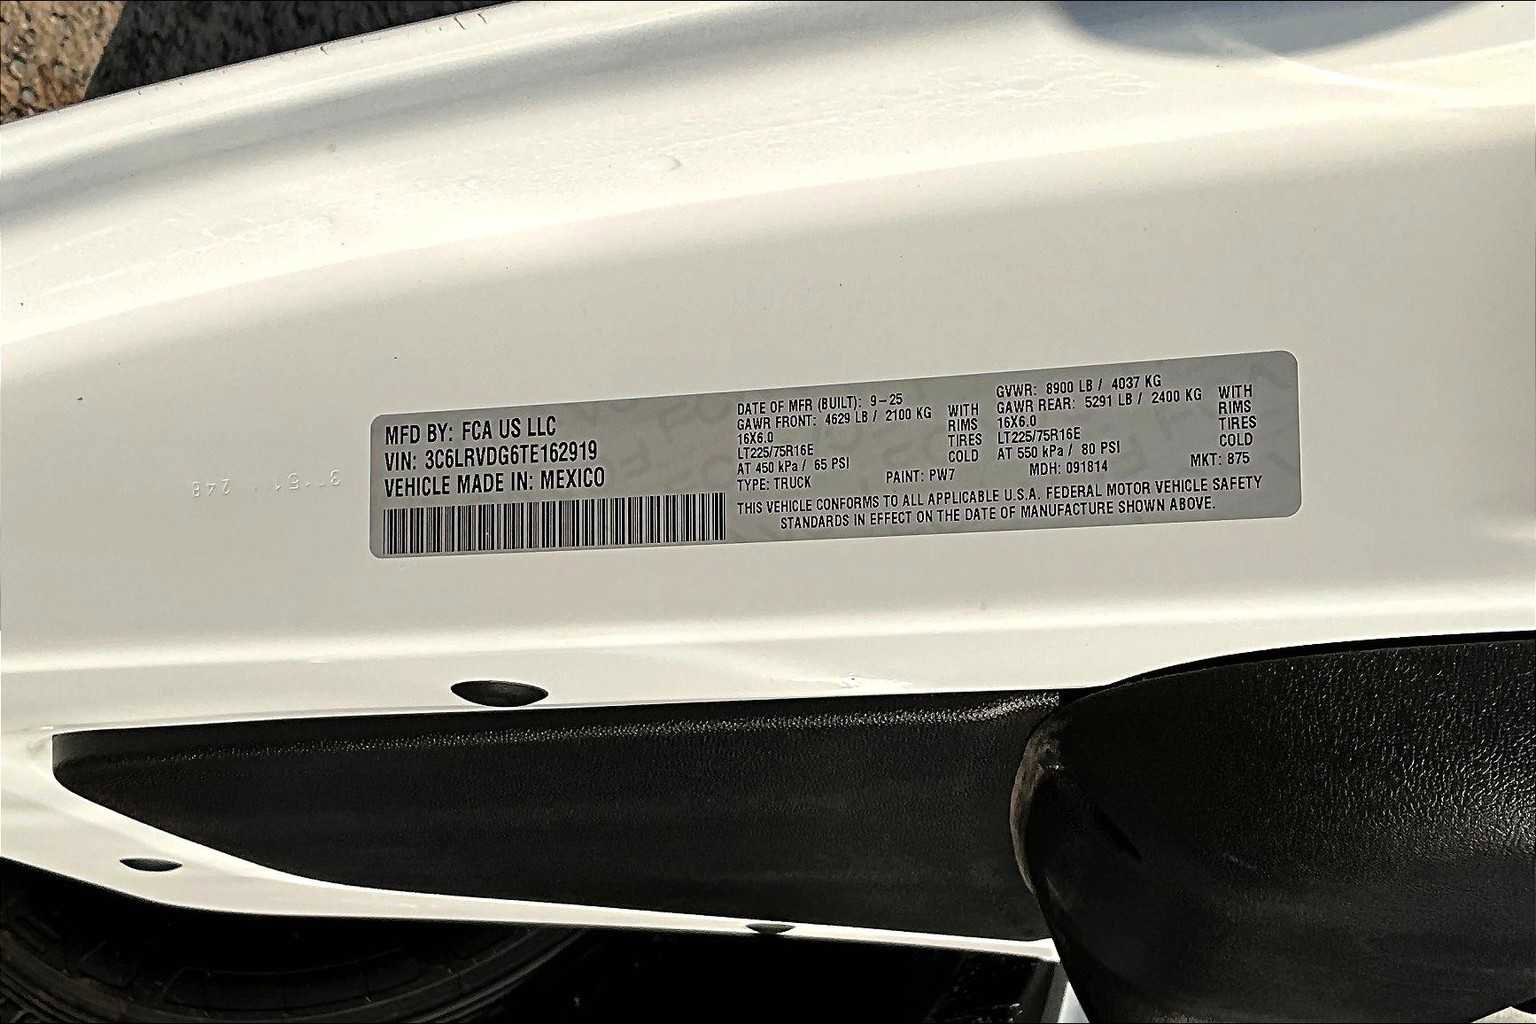 MFD BY: FCA US LLC
VIN: 3C6LRVDG6TE162919
VEHICLE MADE IN: MEXICO
DATE OF MFR (BUILT): 9-25
GAWR FRONT: 4629 LB / 2100 KG WITH
16X6.0 RIMS
LT225/75R16E TIRES
AT 450 kPa / 65 PSI COLD
TYPE: TRUCK PAINT: PW7
GVWR: 8900 LB / 4037 KG
GAWR REAR: 5291 LB / 2400 KG WITH
16X6.0 RIMS
LT225/75R16E TIRES
AT 550 kPa / 80 PSI COLD
MDH: 091814 MKT: B75
THIS VEHICLE CONFORMS TO ALL APPLICABLE U.S.A. FEDERAL MOTOR VEHICLE SAFETY
STANDARDS IN EFFECT ON THE DATE OF MANUFACTURE SHOWN ABOVE.